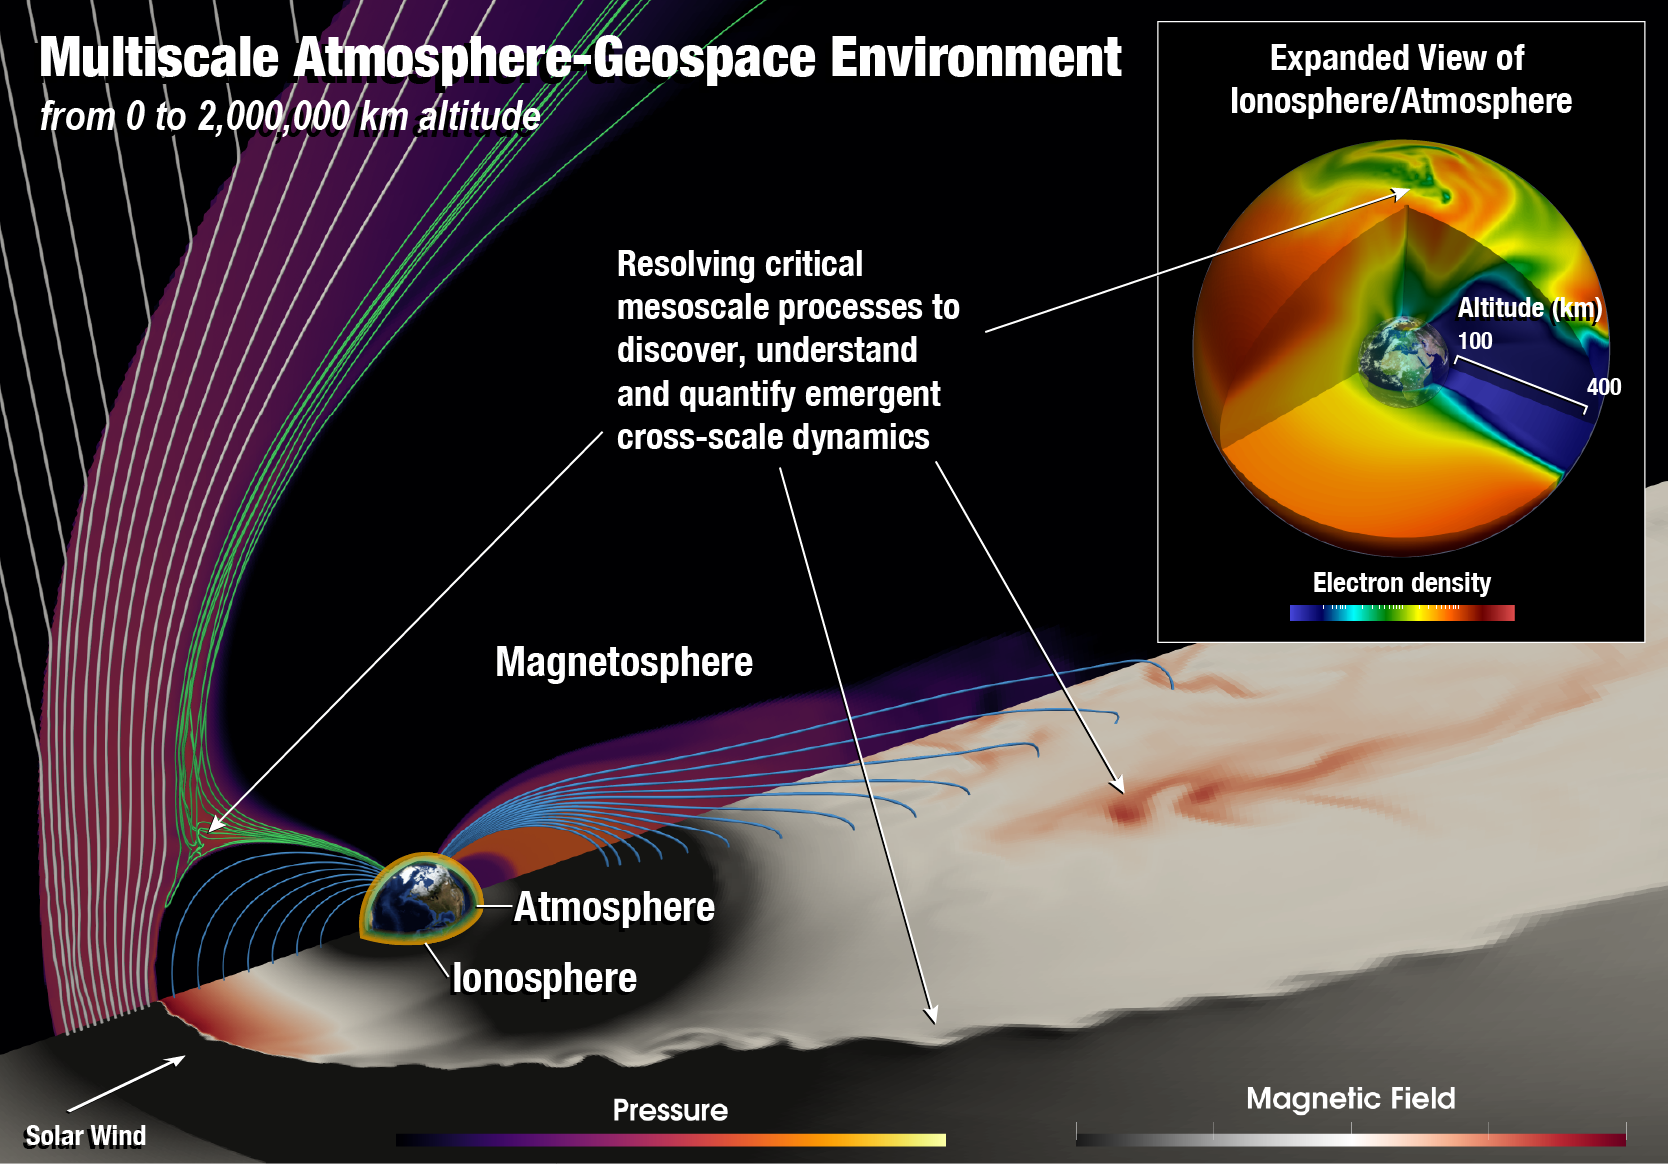 Multiscale Atmosphere-Geospace Environment
from 0 to 2,000,000 km altitude
Expanded View of
Ionosphere/Atmosphere
Resolving critical
mesoscale processes to
discover, understand
and quantify emergent
cross-scale dynamics
Altitude (km)
100
400
Electron density
Magnetosphere
Atmosphere
Ionosphere
Solar Wind
Pressure
Magnetic Field